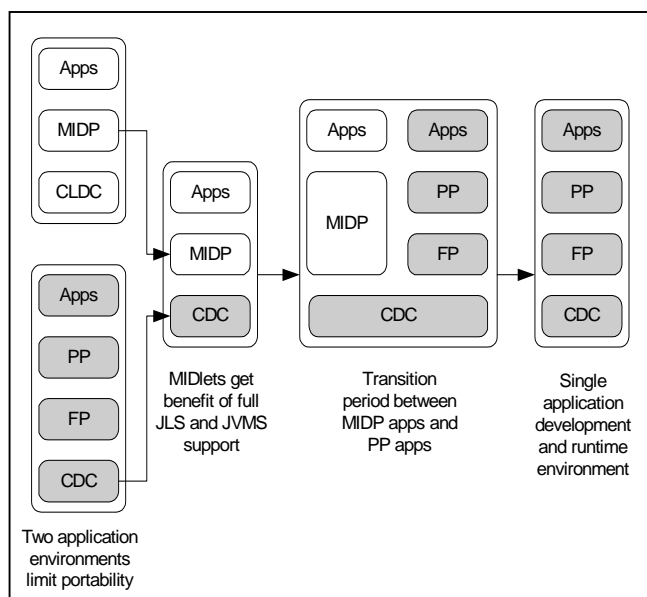 Apps
MIDP
CLDC
Apps
PP
FP
CDC
Two application
environments
limit portability
Apps
MIDP
CDC
MIDlets get
benefit of full
JLS and JVMS
support
Apps
Apps
MIDP
PP
FP
CDC
Transition
period between
MIDP apps and
PP apps
Apps
PP
FP
CDC
Single
application
development
and runtime
environment